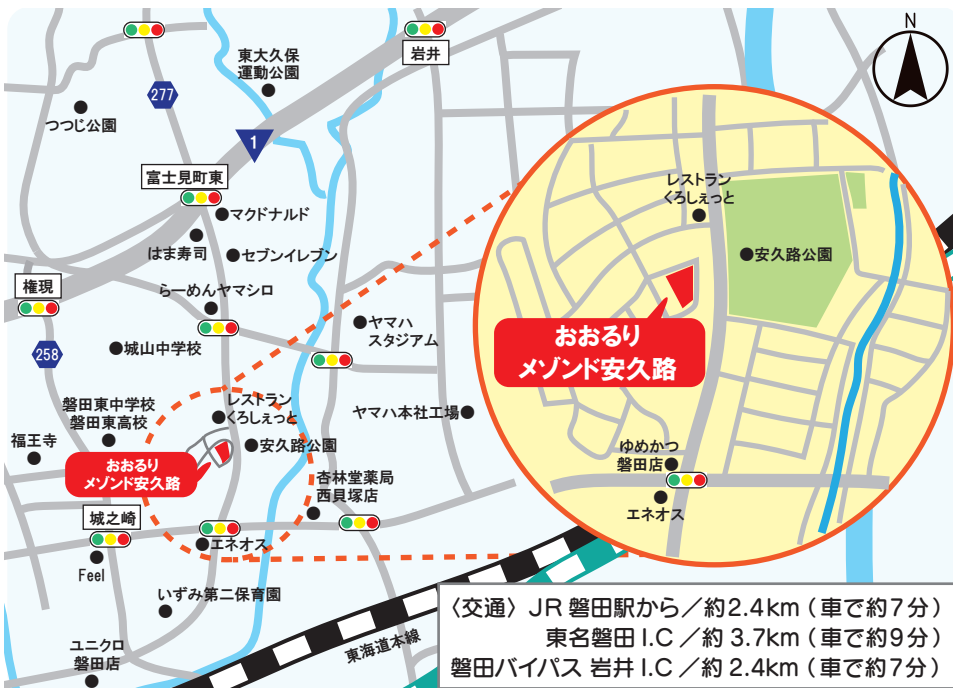 N
岩井
東大久保
運動公園
277
つつじ公園
1
富士見町東
マクドナルド
はま寿司
セブンイレブン
権現
らーめんヤマシロ
258
城山中学校
ヤマハ
スタジアム
レストラン
くろしぇっと
磐田東中学校
磐田東高校
ヤマハ本社工場
福王寺
安久路公園
おおるり
メゾンド安久路
杏林堂薬局
西貝塚店
城之崎
エネオス
Feel
いずみ第二保育園
ユニクロ
磐田店
東海道本線
レストラン
くろしぇっと
安久路公園
おおるり
メゾンド安久路
ゆめかつ
磐田店
エネオス
〈交通〉JR磐田駅から／約2.4km（車で約7分）
東名磐田I.C／約3.7km（車で約9分）
磐田バイパス 岩井I.C／約2.4km（車で約7分）